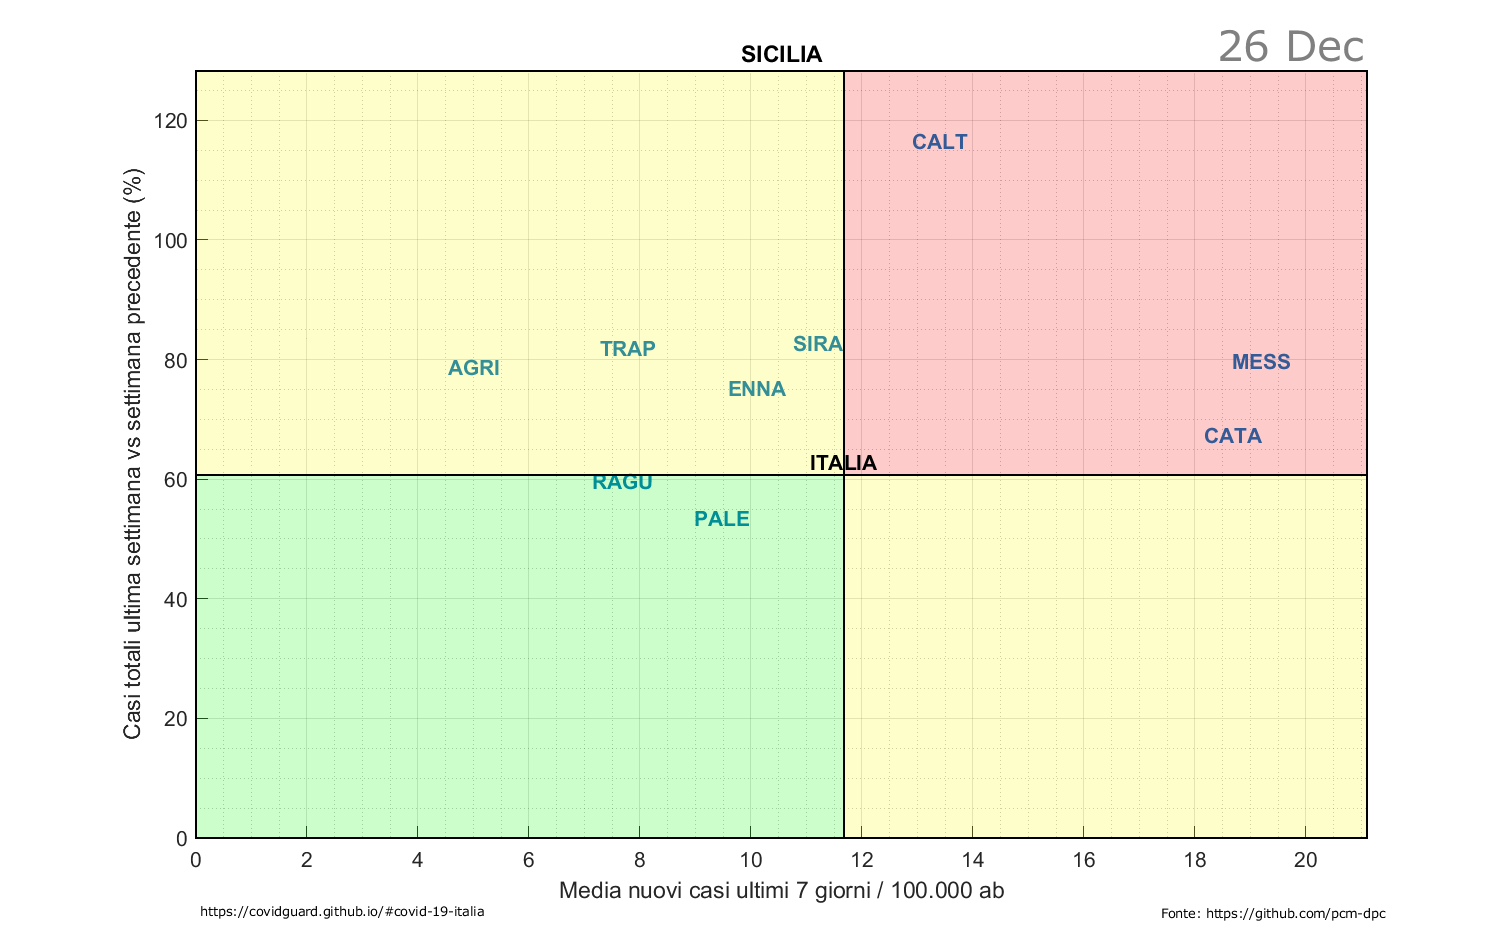 26 Dec
SICILIA
120
100
80
60
40
20
0
Casi totali ultima settimana vs settimana precedente (%)
CALT
SIRA
TRAP
MESS
AGRI
ENNA
CATA
ITALIA
RAGU
PALE
0 2 4 6 8 10 12 14 16 18 20
Media nuovi casi ultimi 7 giorni / 100.000 ab
https://covidguard.github.io/#covid-19-italia
Fonte: https://github.com/pcm-dpc